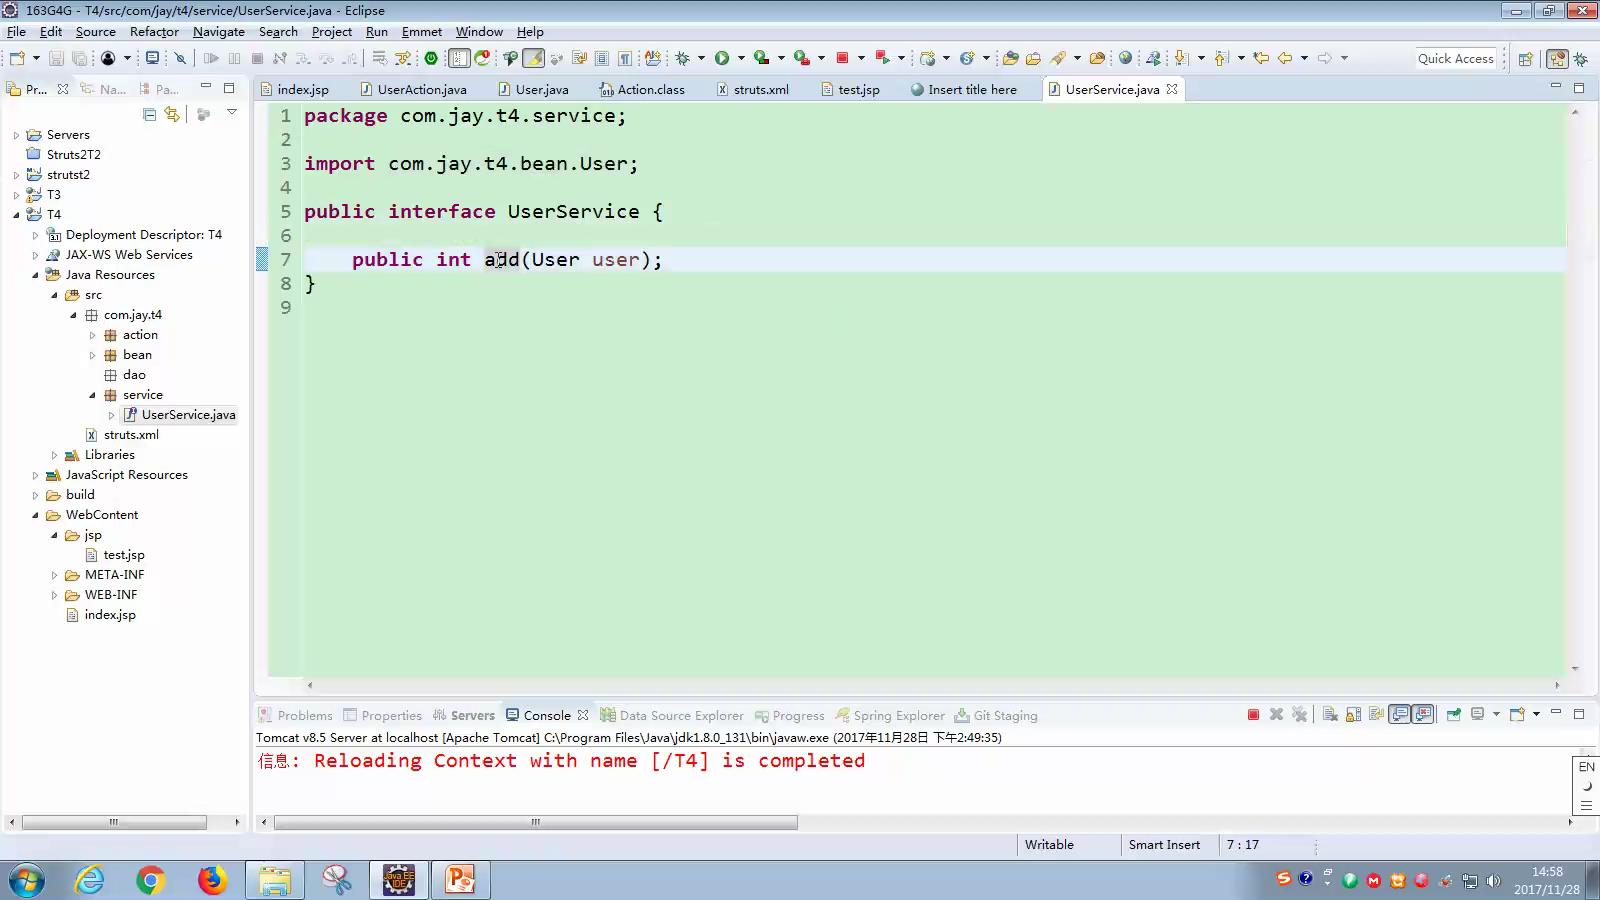 163G4G - T4/src/com/jay/t4/service/UserService.java - Eclipse
File Edit Source Refactor Navigate Search Project Run Emmet Window Help
Quick Access
Pr... Na... Pa...
index.jsp UserAction.java User.java Action.class struts.xml test.jsp Insert title here UserService.java
Servers
Struts2T2
strutst2
T3
T4
Deployment Descriptor: T4
JAX-WS Web Services
Java Resources
src
com.jay.t4
action
bean
dao
service
UserService.java
struts.xml
Libraries
JavaScript Resources
build
WebContent
jsp
test.jsp
META-INF
WEB-INF
index.jsp
1 package com.jay.t4.service;
2
3 import com.jay.t4.bean.User;
4
5 public interface UserService {
6
7 public int add(User user);
8 }
9
Problems Properties Servers Console Data Source Explorer Progress Spring Explorer Git Staging
Tomcat v8.5 Server at localhost [Apache Tomcat] C:\Program Files\Java\jdk1.8.0_131\bin\javaw.exe (2017年11月28日 下午2:49:35)
信息: Reloading Context with name [/T4] is completed
EN
Writable Smart Insert 7 : 17
Java EE
IDE
14:58
2017/11/28